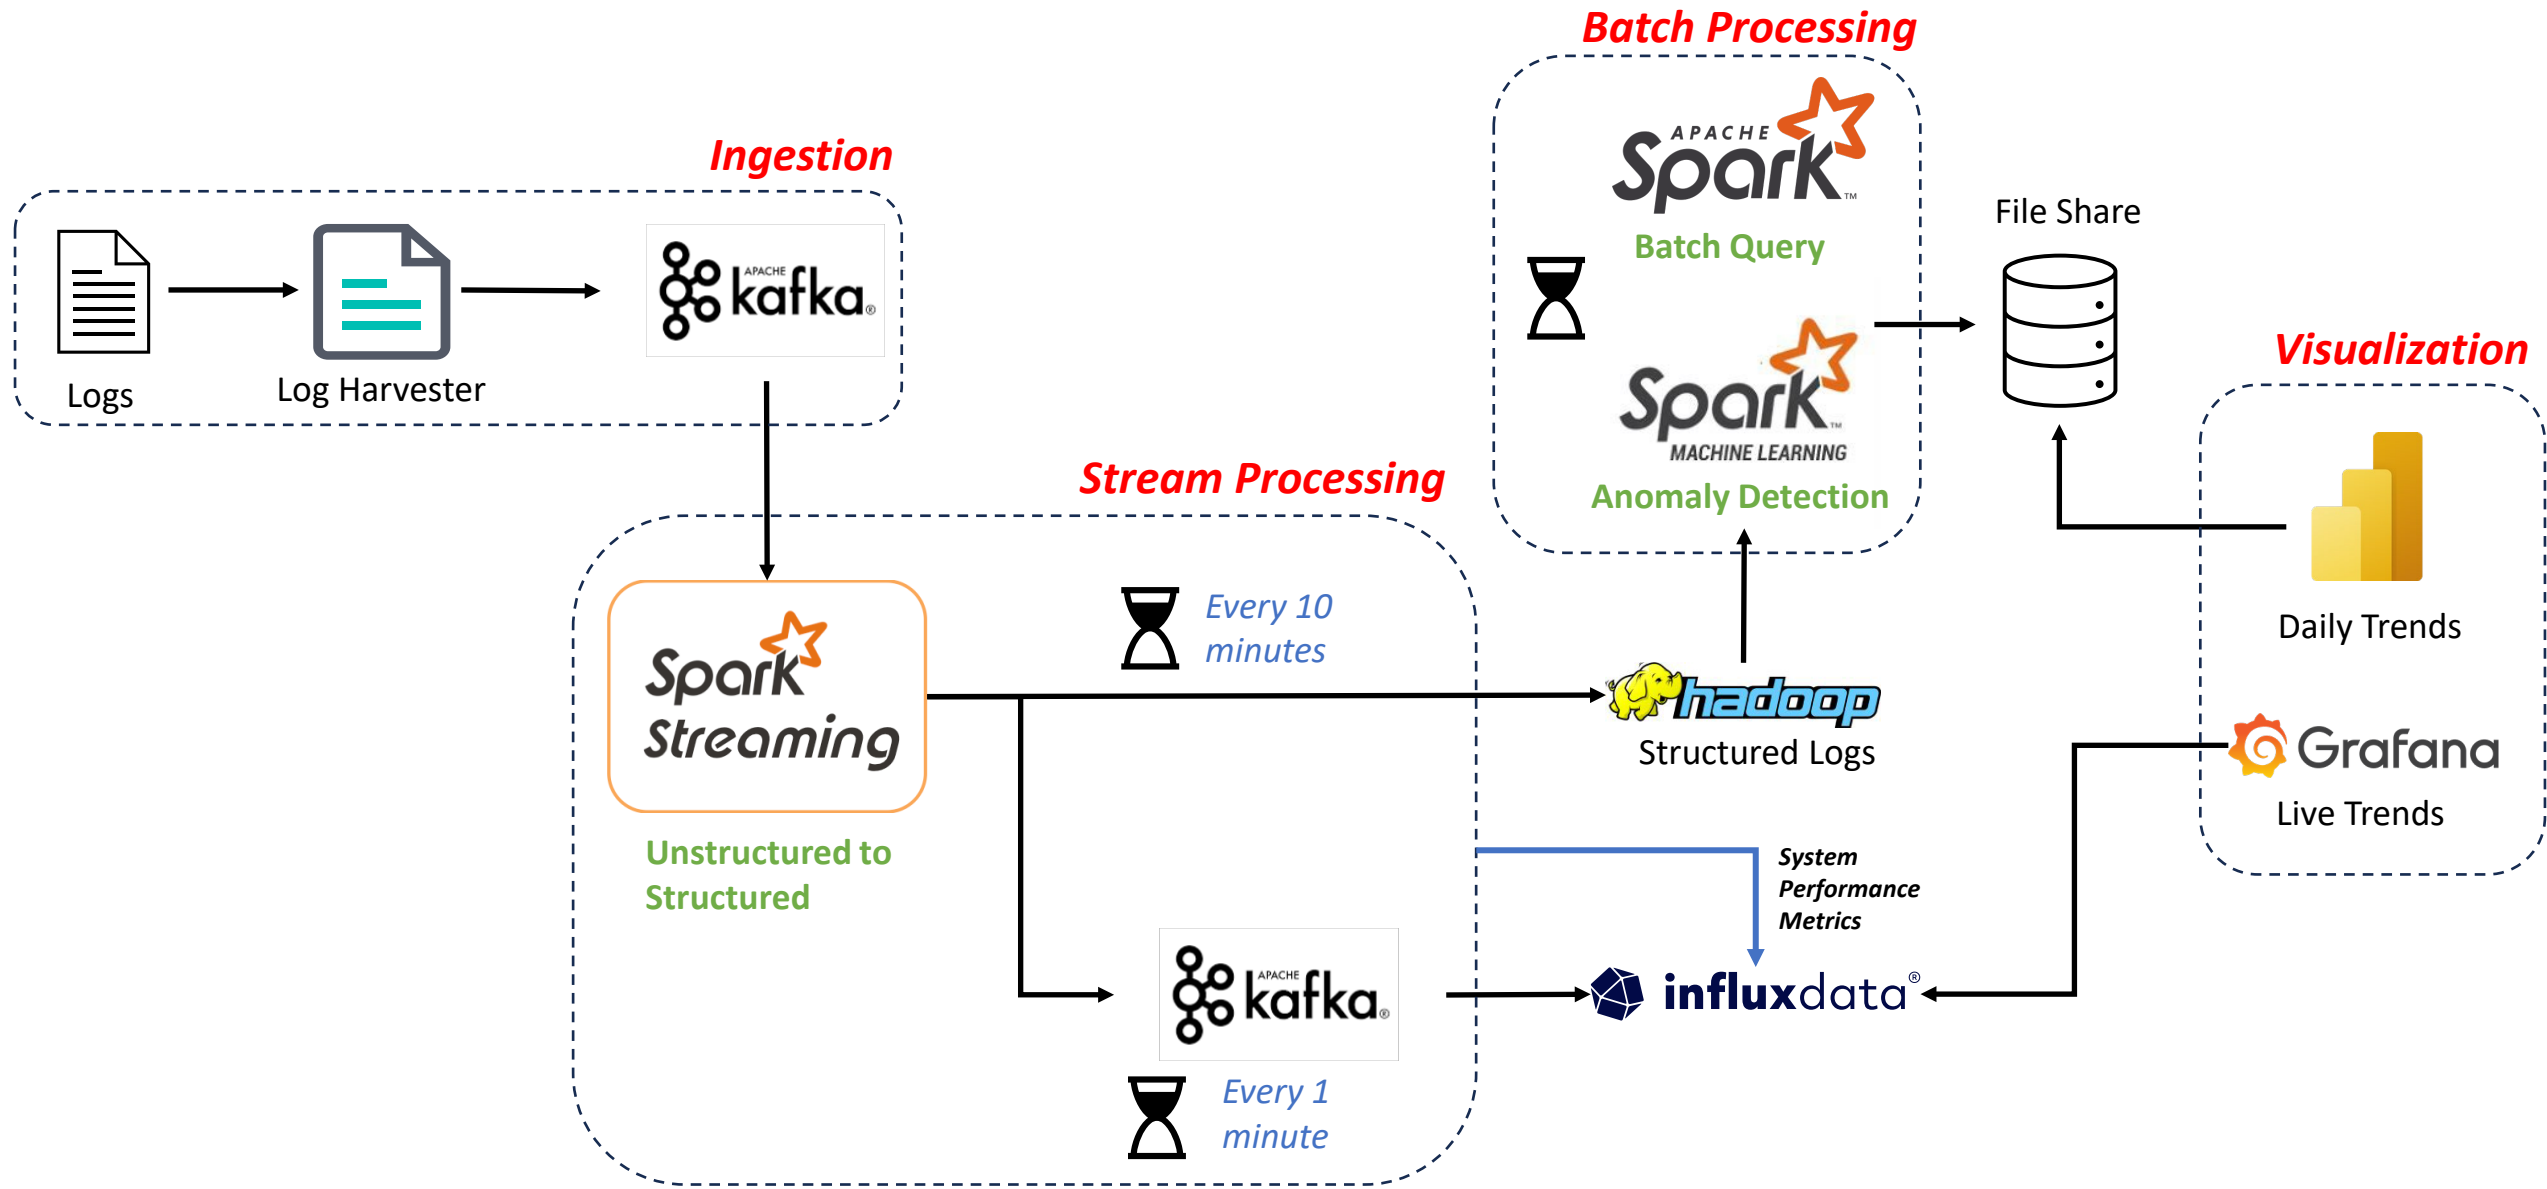 Batch Processing
APACHE
Spark™
Batch Query
Ingestion
File Share
APACHE
kafka®
Logs
Log Harvester
Spark™
MACHINE LEARNING
Anomaly Detection
Visualization
Stream Processing
Every 10
minutes
Spark
Streaming
Unstructured to
Structured
hadoop
Structured Logs
Daily Trends
Grafana
Live Trends
System
Performance
Metrics
APACHE
kafka®
influxdata®
Every 1
minute